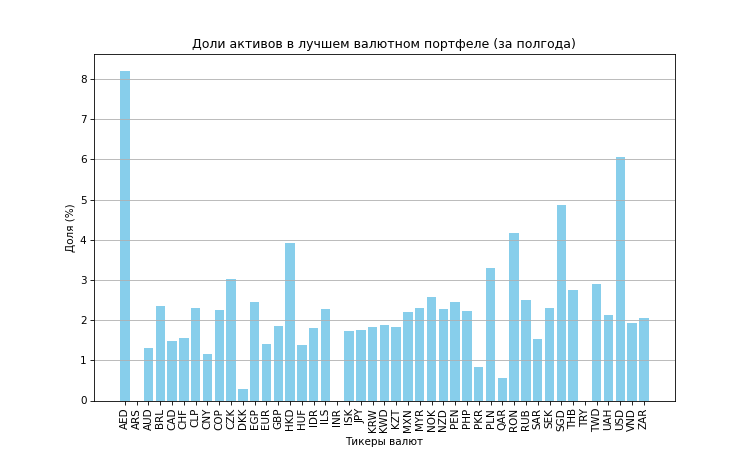 Доли активов в лучшем валютном портфеле (за полгода)
Доля (%)
8
7
6
5
4
3
2
1
0
AED ARS AUD BRL CAD CHF CLP CNY COP CZK DKK EGP EUR GBP HKD HUF IDR ILS INR ISK JPY KRW KWD KZT MXN MYR NOK NZD PEN PHP PKR PLN QAR RON RUB SAR SEK SGD THB TRY TWD UAH USD VND ZAR
Тикеры валют